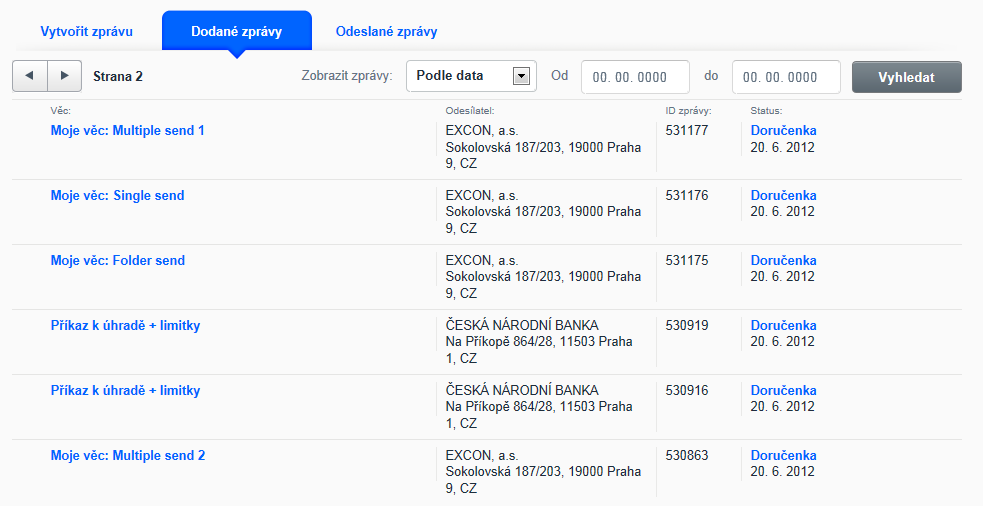 Vytvořit zprávu Dodané zprávy Odeslané zprávy
Strana 2 Zobrazit zprávy: Podle data Od 00. 00. 0000 do 00. 00. 0000 Vyhledat
Věc: Odesílatel: ID zprávy: Status:
Moje věc: Multiple send 1 EXCON, a.s. 531177 Doručenka
Sokolovská 187/203, 19000 Praha 20. 6. 2012
9, CZ
Moje věc: Single send EXCON, a.s. 531176 Doručenka
Sokolovská 187/203, 19000 Praha 20. 6. 2012
9, CZ
Moje věc: Folder send EXCON, a.s. 531175 Doručenka
Sokolovská 187/203, 19000 Praha 20. 6. 2012
9, CZ
Příkaz k úhradě + limitky ČESKÁ NÁRODNÍ BANKA 530919 Doručenka
Na Příkopě 864/28, 11503 Praha 20. 6. 2012
1, CZ
Příkaz k úhradě + limitky ČESKÁ NÁRODNÍ BANKA 530916 Doručenka
Na Příkopě 864/28, 11503 Praha 20. 6. 2012
1, CZ
Moje věc: Multiple send 2 EXCON, a.s. 530863 Doručenka
Sokolovská 187/203, 19000 Praha 20. 6. 2012
9, CZ